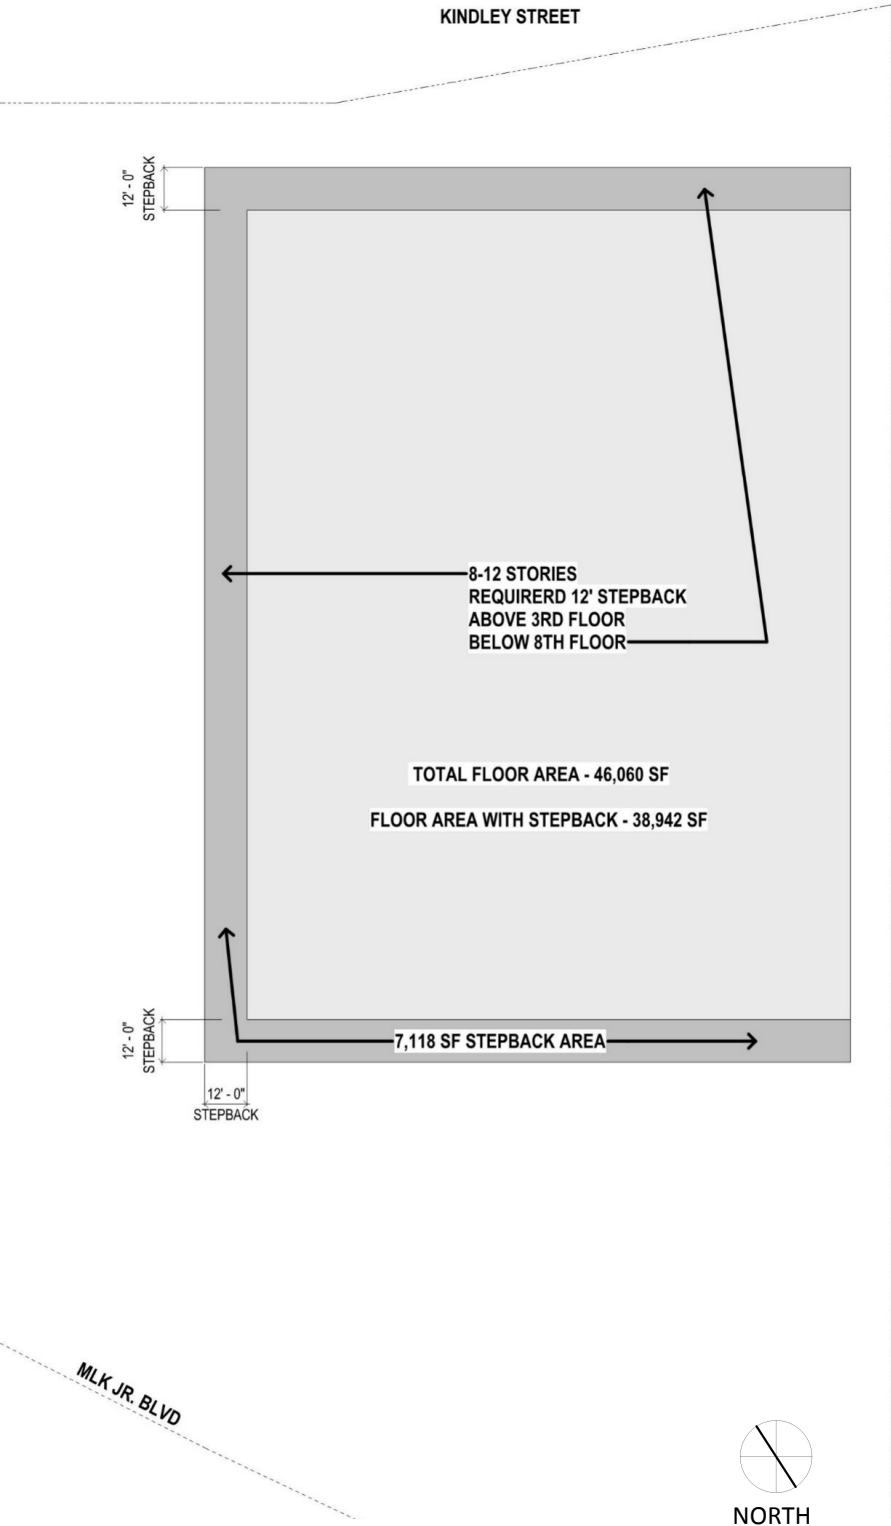 KINDLEY STREET
12' - 0"
STEPBACK
8-12 STORIES
REQUIRERD 12' STEPBACK
ABOVE 3RD FLOOR
BELOW 8TH FLOOR
TOTAL FLOOR AREA - 46,060 SF
FLOOR AREA WITH STEPBACK - 38,942 SF
12' - 0"
STEPBACK
7,118 SF STEPBACK AREA
12' - 0"
STEPBACK
MLK JR. BLVD
NORTH